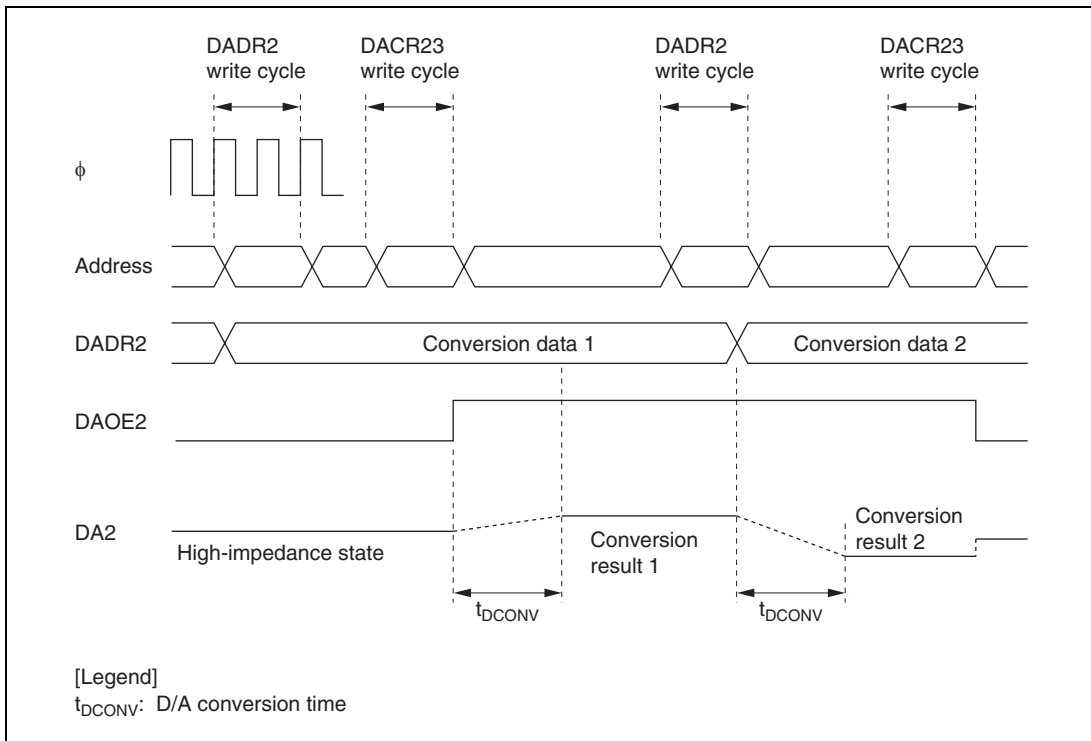 DADR2
write cycle
DACR23
write cycle
DADR2
write cycle
DACR23
write cycle
ϕ
Address
DADR2
Conversion data 1
Conversion data 2
DAOE2
DA2
High-impedance state
Conversion
result 1
Conversion
result 2
tDCONV
tDCONV
[Legend]
tDCONV: D/A conversion time